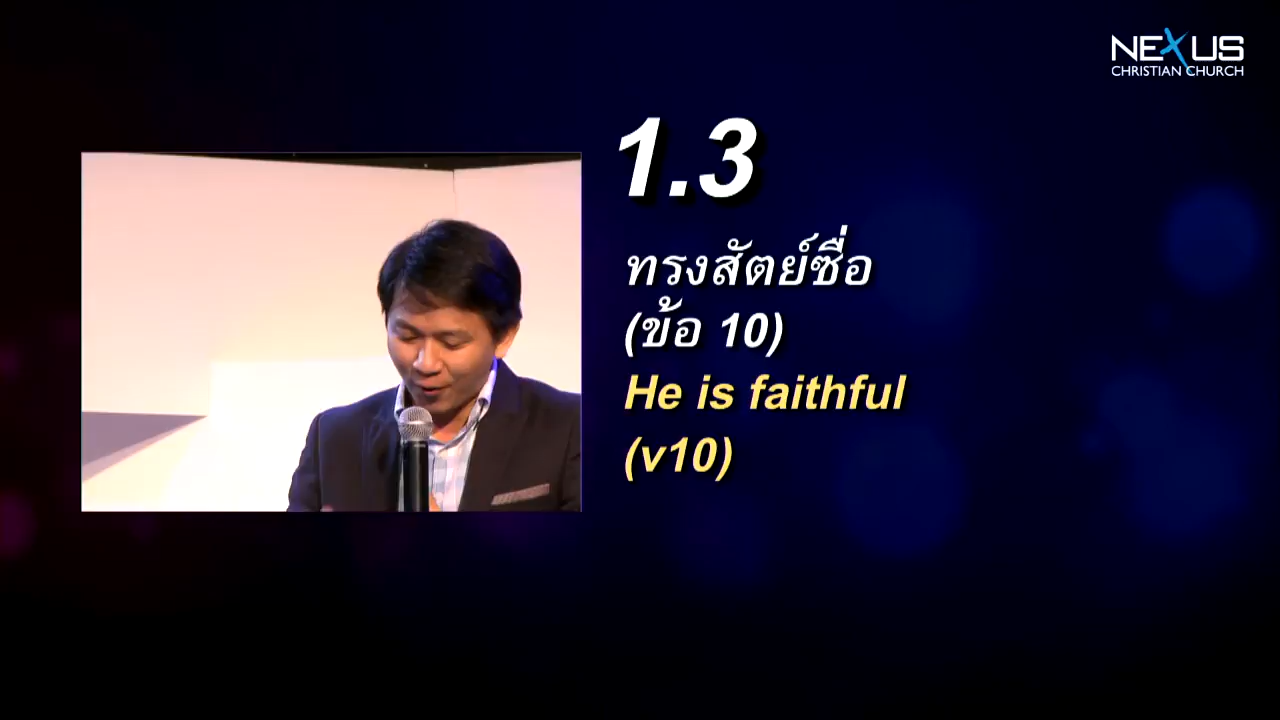 NEXUS
CHRISTIAN CHURCH
1.3
ทรงสัตย์ซื่อ
(ข้อ 10)
He is faithful
(v10)